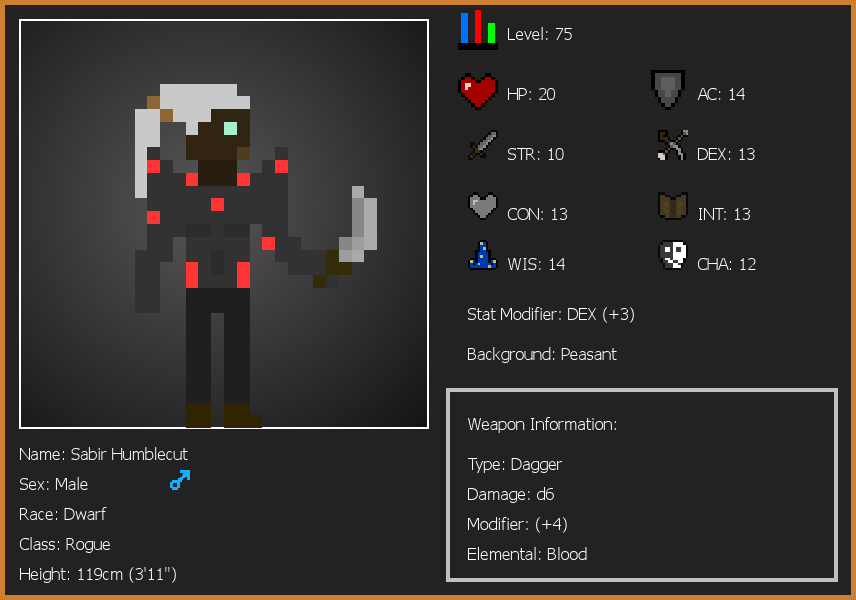 Level: 75
HP: 20
AC: 14
STR: 10
DEX: 13
CON: 13
INT: 13
WIS: 14
CHA: 12
Stat Modifier: DEX (+3)
Background: Peasant
Weapon Information:
Type: Dagger
Damage: d6
Modifier: (+4)
Elemental: Blood
Name: Sabir Humblecut
Sex: Male
Race: Dwarf
Class: Rogue
Height: 119cm (3'11")